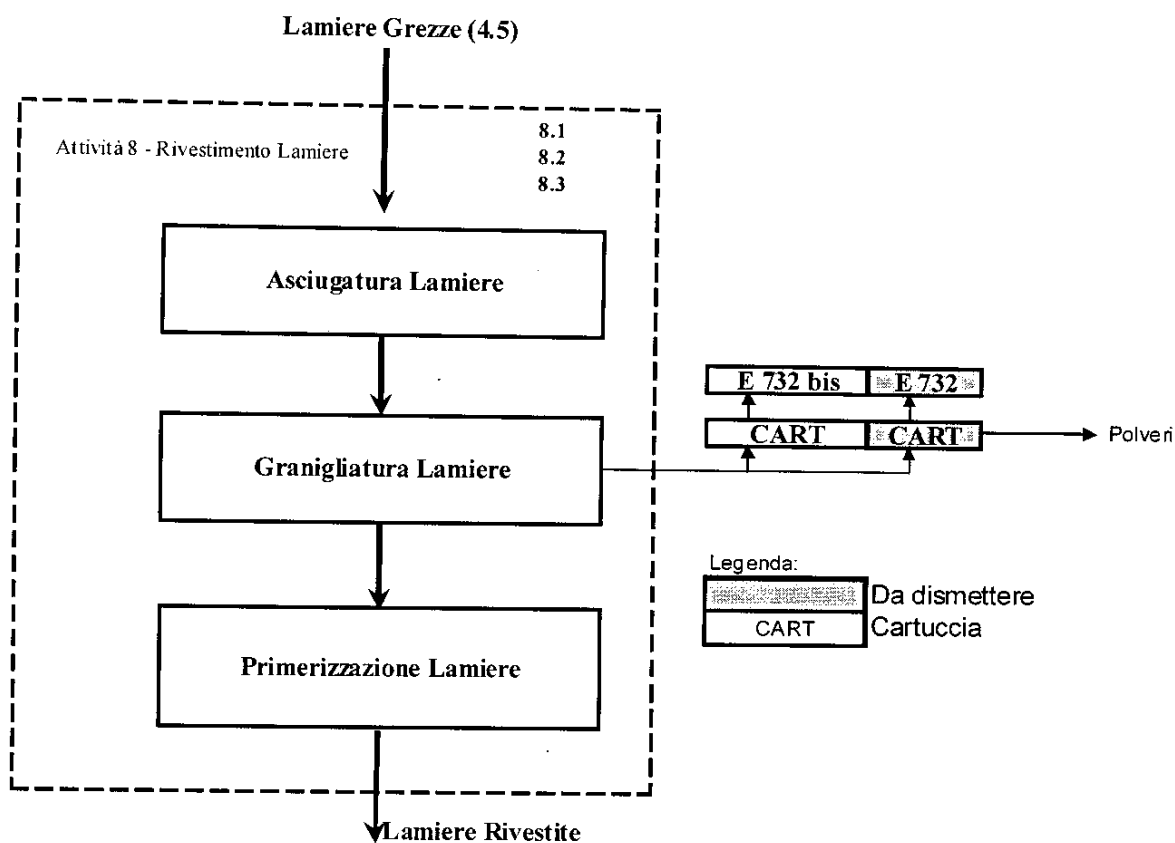 Lamiere Grezze (4.5)
Attività 8 - Rivestimento Lamiere
8.1
8.2
8.3
Asciugatura Lamiere
E 732 bis
E 732
CART
CART
Polveri
Granigliatura Lamiere
Legenda:
Da dismettere
CART
Cartuccia
Primerizzazione Lamiere
Lamiere Rivestite